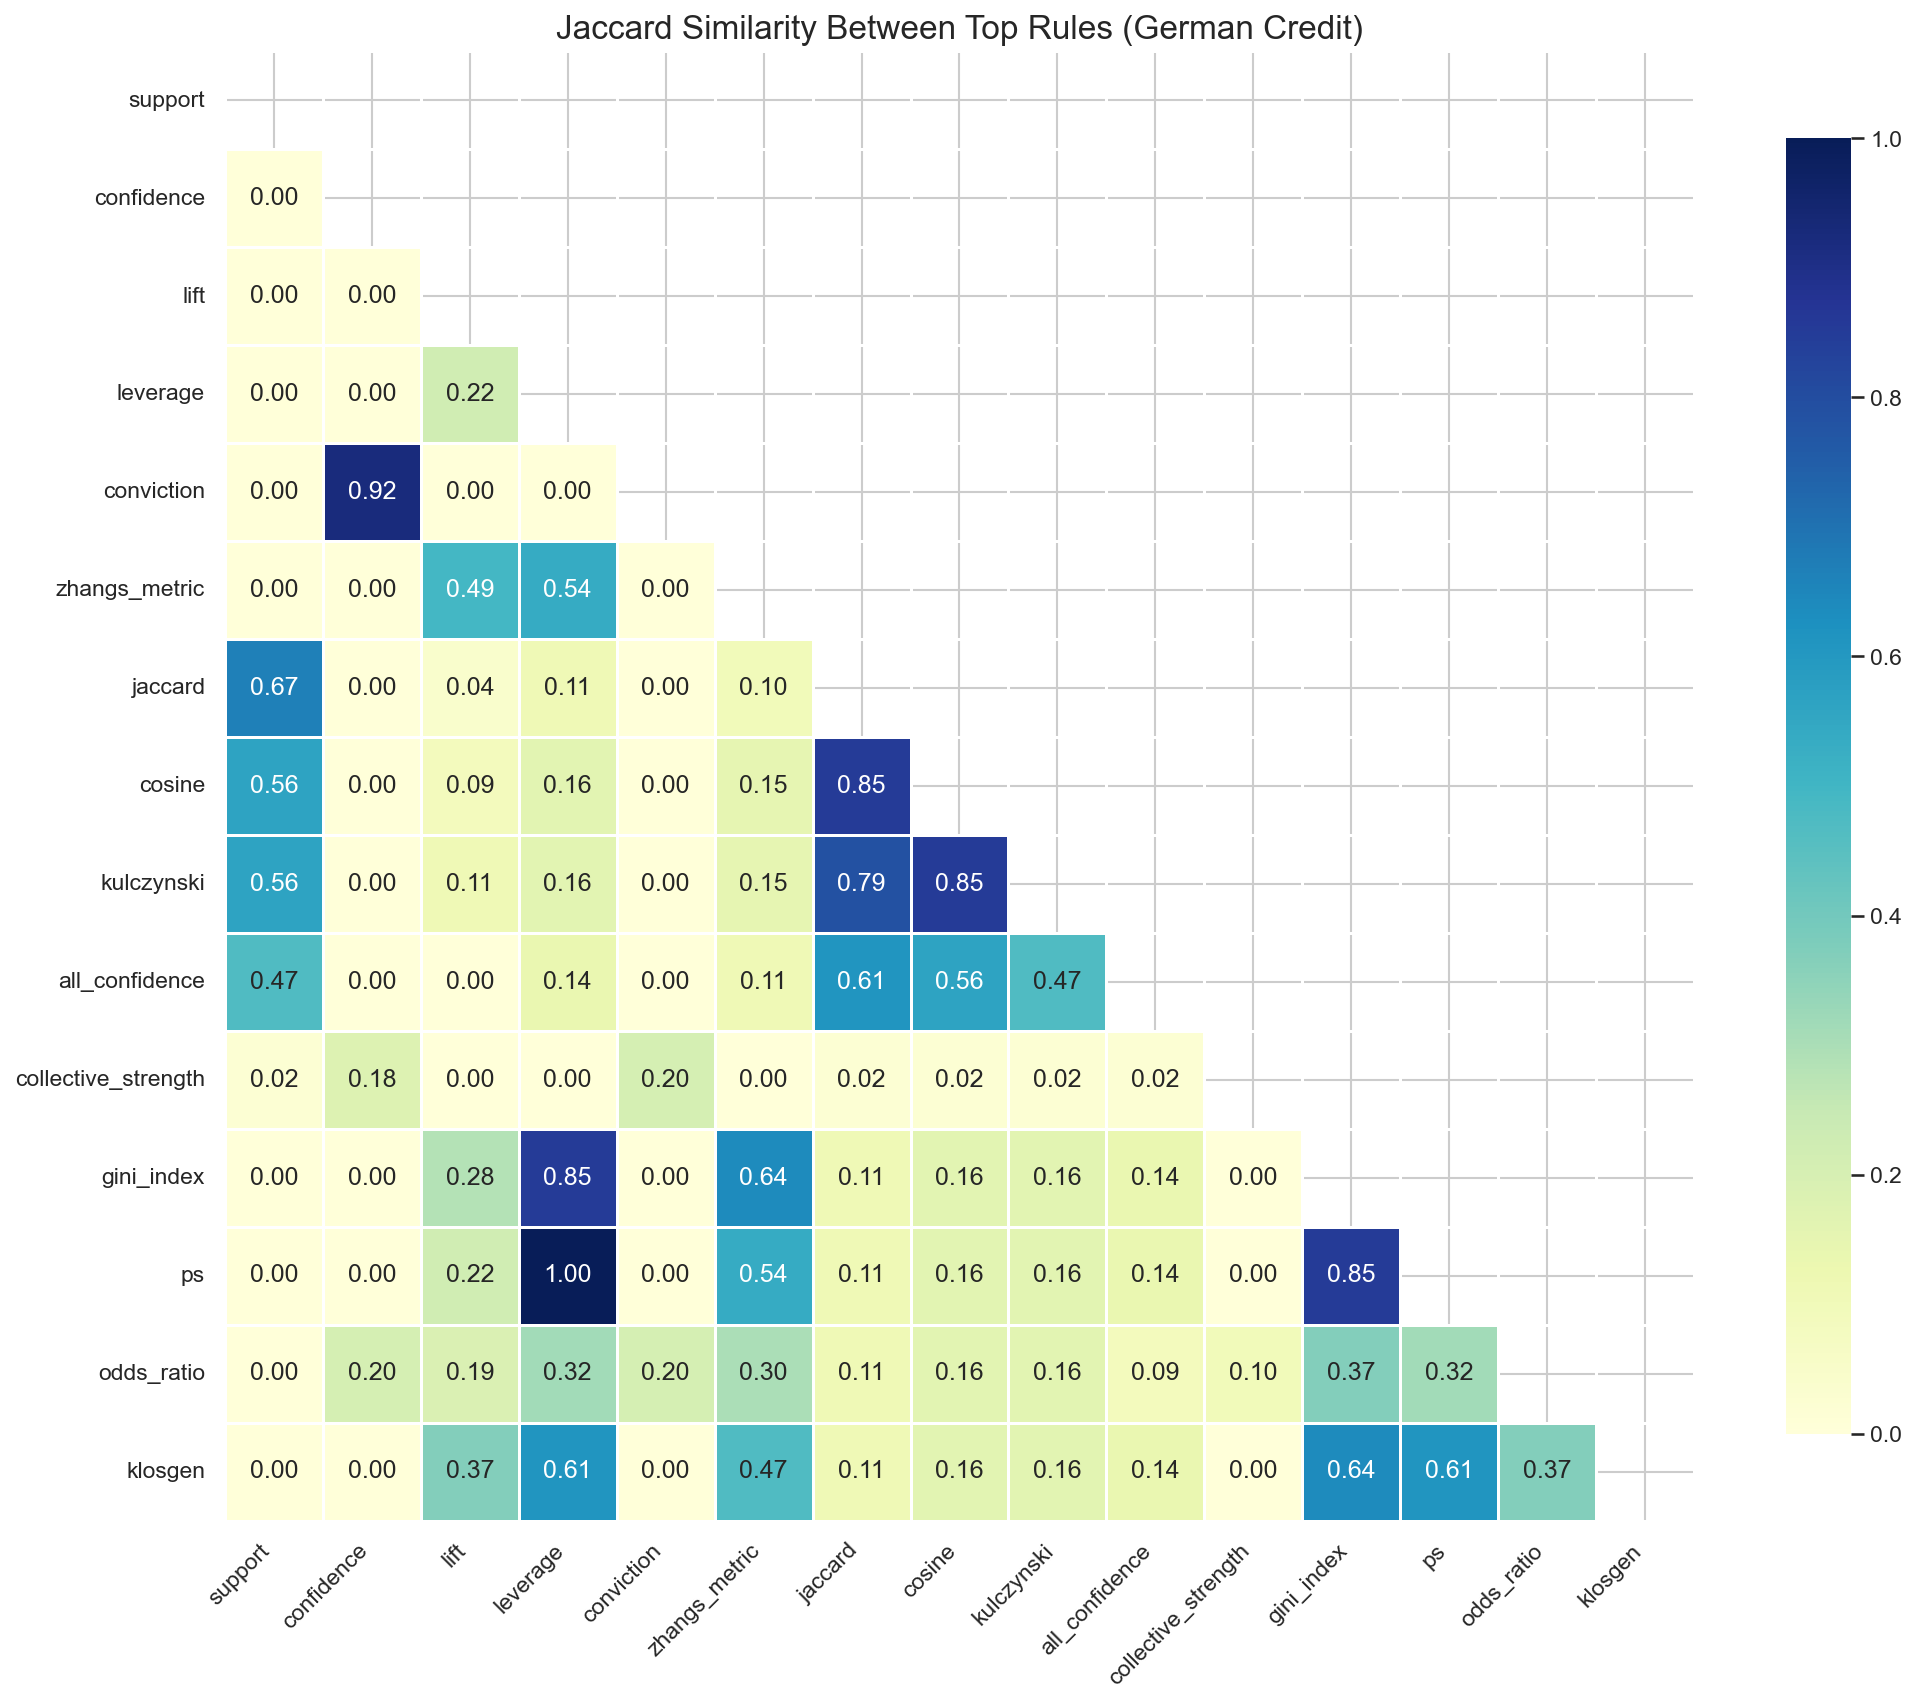 Jaccard Similarity Between Top Rules (German Credit)
support
confidence 0.00
lift 0.00 0.00
leverage 0.00 0.00 0.22
conviction 0.00 0.92 0.00 0.00
zhangs_metric 0.00 0.00 0.49 0.54 0.00
jaccard 0.67 0.00 0.04 0.11 0.00 0.10
cosine 0.56 0.00 0.09 0.16 0.00 0.15 0.85
kulczynski 0.56 0.00 0.11 0.16 0.00 0.15 0.79 0.85
all_confidence 0.47 0.00 0.00 0.14 0.00 0.11 0.61 0.56 0.47
collective_strength 0.02 0.18 0.00 0.00 0.20 0.00 0.02 0.02 0.02 0.02
gini_index 0.00 0.00 0.28 0.85 0.00 0.64 0.11 0.16 0.16 0.14 0.00
ps 0.00 0.00 0.22 1.00 0.00 0.54 0.11 0.16 0.16 0.14 0.00 0.85
odds_ratio 0.00 0.20 0.19 0.32 0.20 0.30 0.11 0.16 0.16 0.09 0.10 0.37 0.32
klosgen 0.00 0.00 0.37 0.61 0.00 0.47 0.11 0.16 0.16 0.14 0.00 0.64 0.61 0.37
support confidence lift leverage conviction zhangs_metric jaccard cosine kulczynski all_confidence collective_strength gini_index ps odds_ratio klosgen
1.0
0.8
0.6
0.4
0.2
0.0